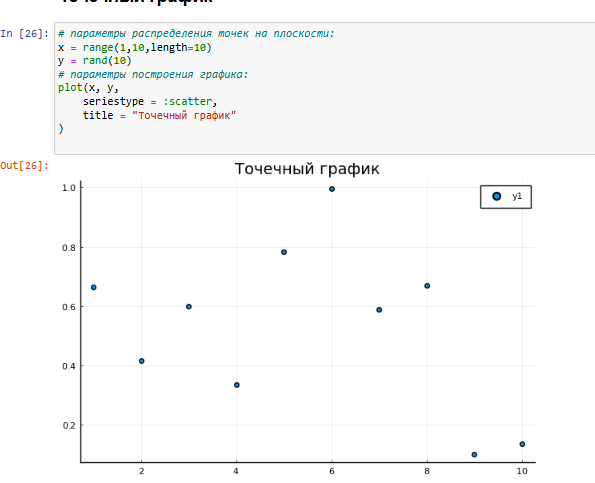 Точечный график
In [26]: # параметры распределения точек на плоскости:
x = range(1,10,length=10)
y = rand(10)
# параметры построения графика:
plot(x, y,
seriestype = :scatter,
title = "Точечный график"
)
Out[26]:
Точечный график
y1
1.0
0.8
0.6
0.4
0.2
2 4 6 8 10